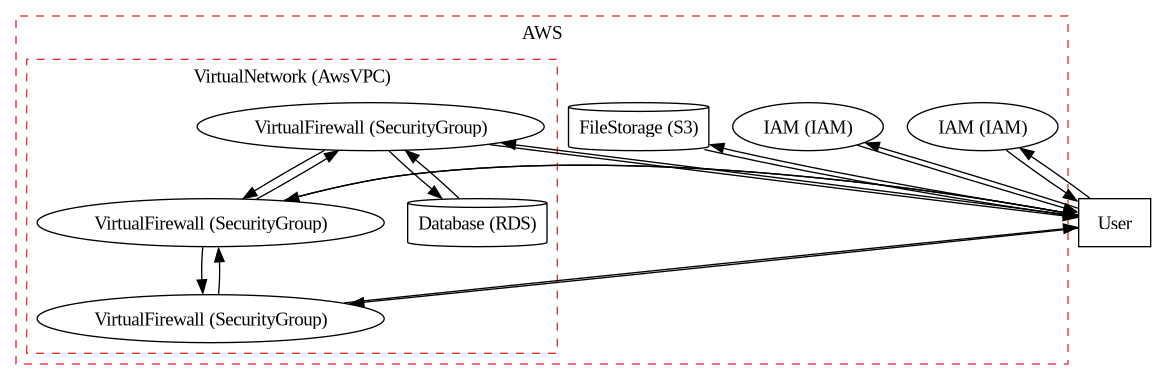 AWS
VirtualNetwork (AwsVPC)
VirtualFirewall (SecurityGroup)
FileStorage (S3)
IAM (IAM)
IAM (IAM)
VirtualFirewall (SecurityGroup)
Database (RDS)
User
VirtualFirewall (SecurityGroup)